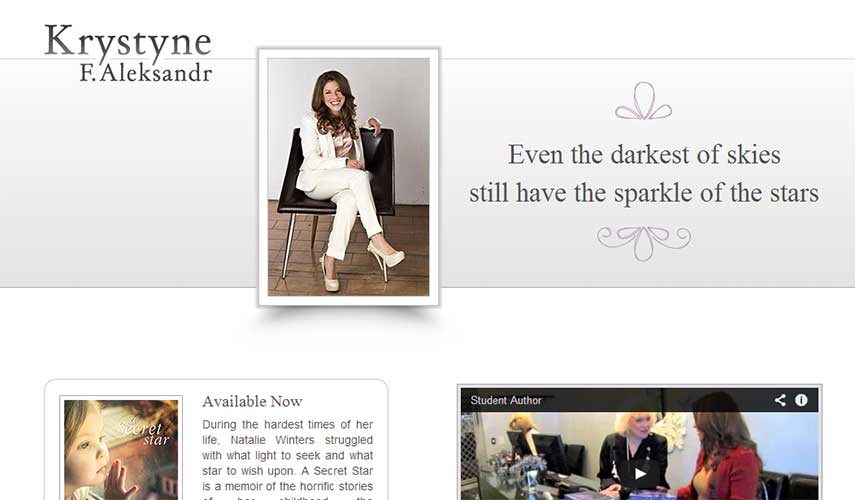 Krystyne
F. Aleksandr
Even the darkest of skies
still have the sparkle of the stars
Available Now
During the hardest times of her
life, Natalie Winters struggled
with what light to seek and what
star to wish upon. A Secret Star
is a memoir of the horrific stories
of her childhood, the
a
Secret
star
Student Author